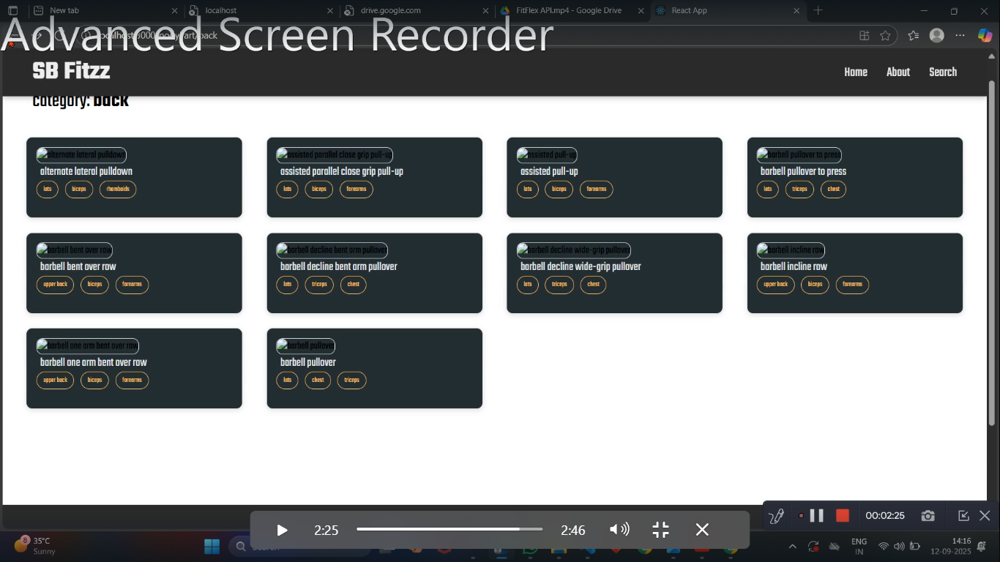 New tab
localhost
drive.google.com
FitFlex API.mp4 - Google Drive
React App
Advanced Screen Recorder
SB Fitzz
Home
About
Search
category: back
alternate lateral pulldown
alternate lateral pulldown
lats
biceps
rhomboids
assisted parallel close grip pull-up
assisted parallel close grip pull-up
lats
biceps
forearms
assisted pull-up
assisted pull-up
lats
biceps
forearms
barbell pullover to press
barbell pullover to press
lats
triceps
chest
barbell bent over row
barbell bent over row
upper back
biceps
forearms
barbell decline bent arm pullover
barbell decline bent arm pullover
lats
triceps
chest
barbell decline wide-grip pullover
barbell decline wide-grip pullover
lats
triceps
chest
barbell incline row
barbell incline row
upper back
biceps
forearms
barbell one arm bent over row
barbell one arm bent over row
upper back
biceps
forearms
barbell pullover
barbell pullover
lats
chest
triceps
00:02:25
2:25
2:46
8
35°C
Sunny
ENG
IN
14:16
12-09-2025